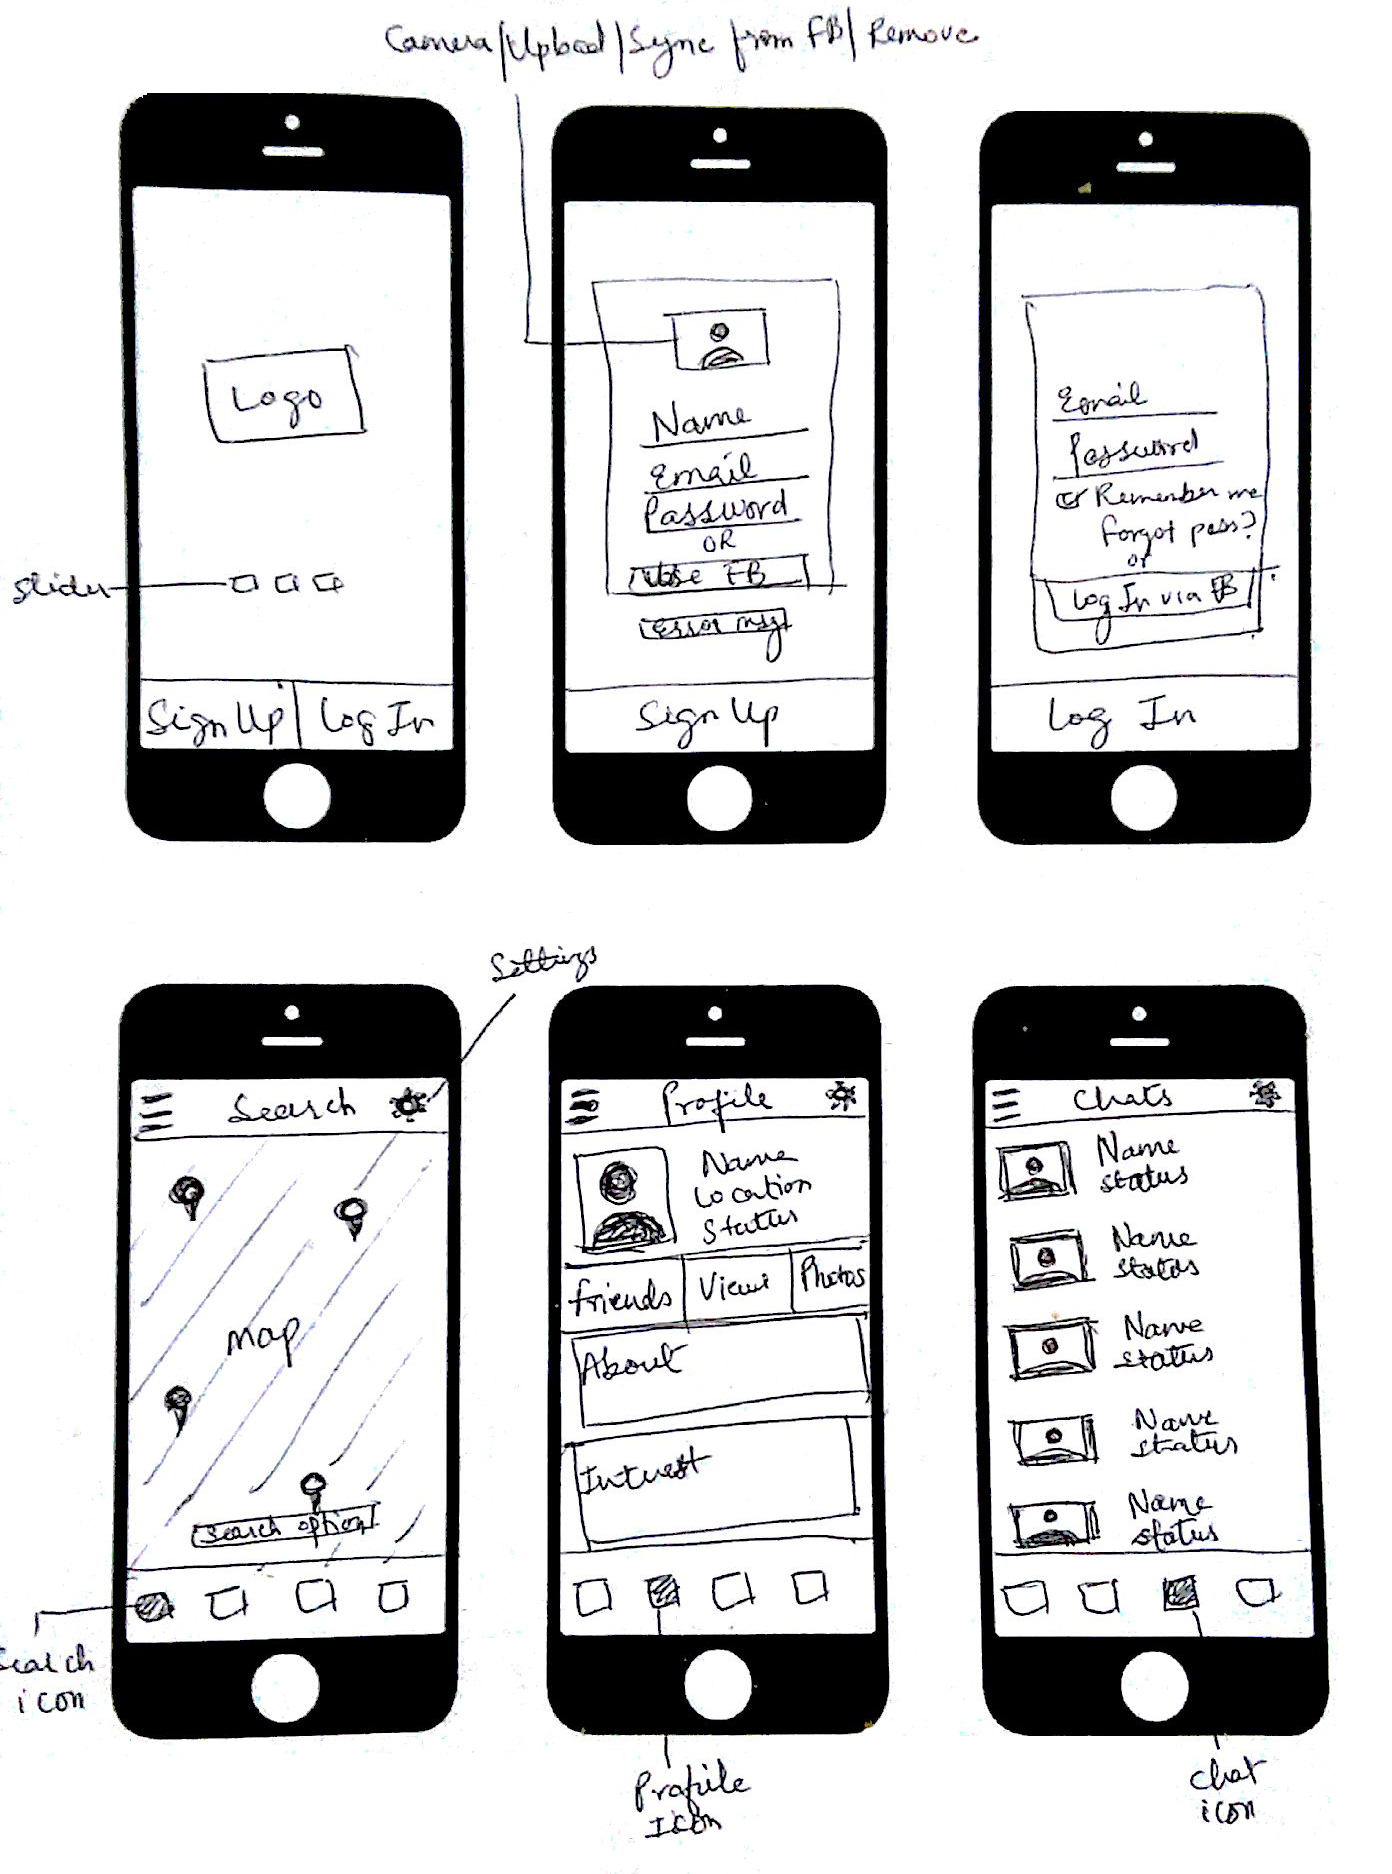 Camera/Upload/Sync from FB/Remove
Logo
Slider
Sign Up
Log In
Name
Email
Password
OR
Use FB
Error msg
Sign Up
Email
Password
Remember me
Forgot pass?
or
Log In via FB
Log In
Settings
Search
Map
Search option
Search
icon
Profile
Name
Location
Status
Friends
Views
Photos
About
Interest
Profile
Icon
Chats
Name
status
Name
status
Name
status
Name
status
Name
status
Chat
icon